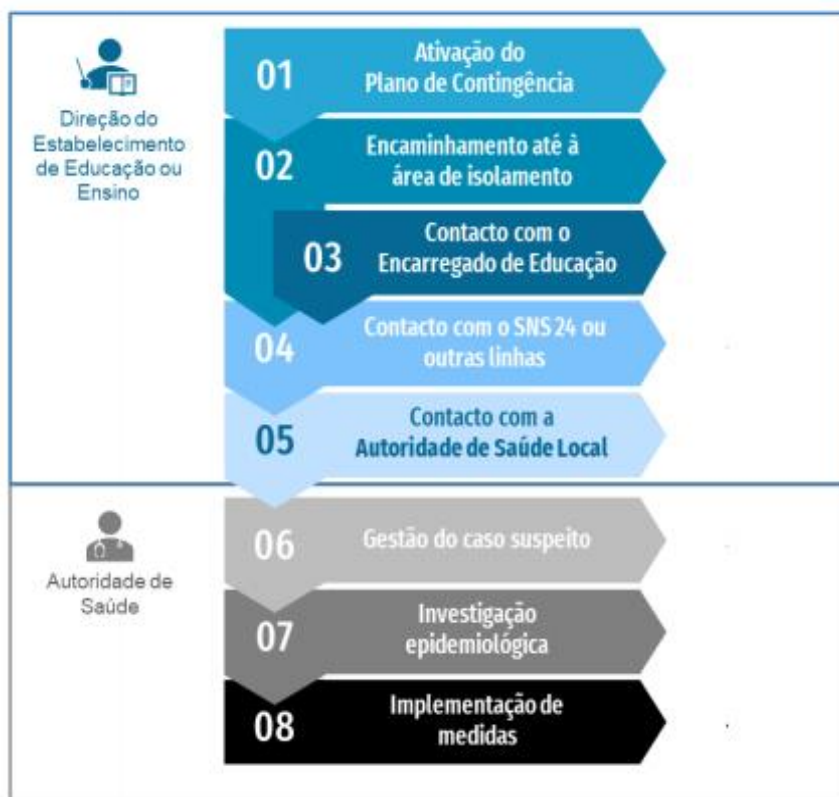 Direção do
Estabelecimento
de Educação ou
Ensino
01
Ativação do
Plano de Contingência
02
Encaminhamento até à
área de isolamento
03
Contacto com o
Encarregado de Educação
04
Contacto com o SNS 24 ou
outras linhas
05
Contacto com a
Autoridade de Saúde Local
Autoridade de
Saúde
06
Gestão do caso suspeito
07
Investigação
epidemiológica
08
Implementação de
medidas